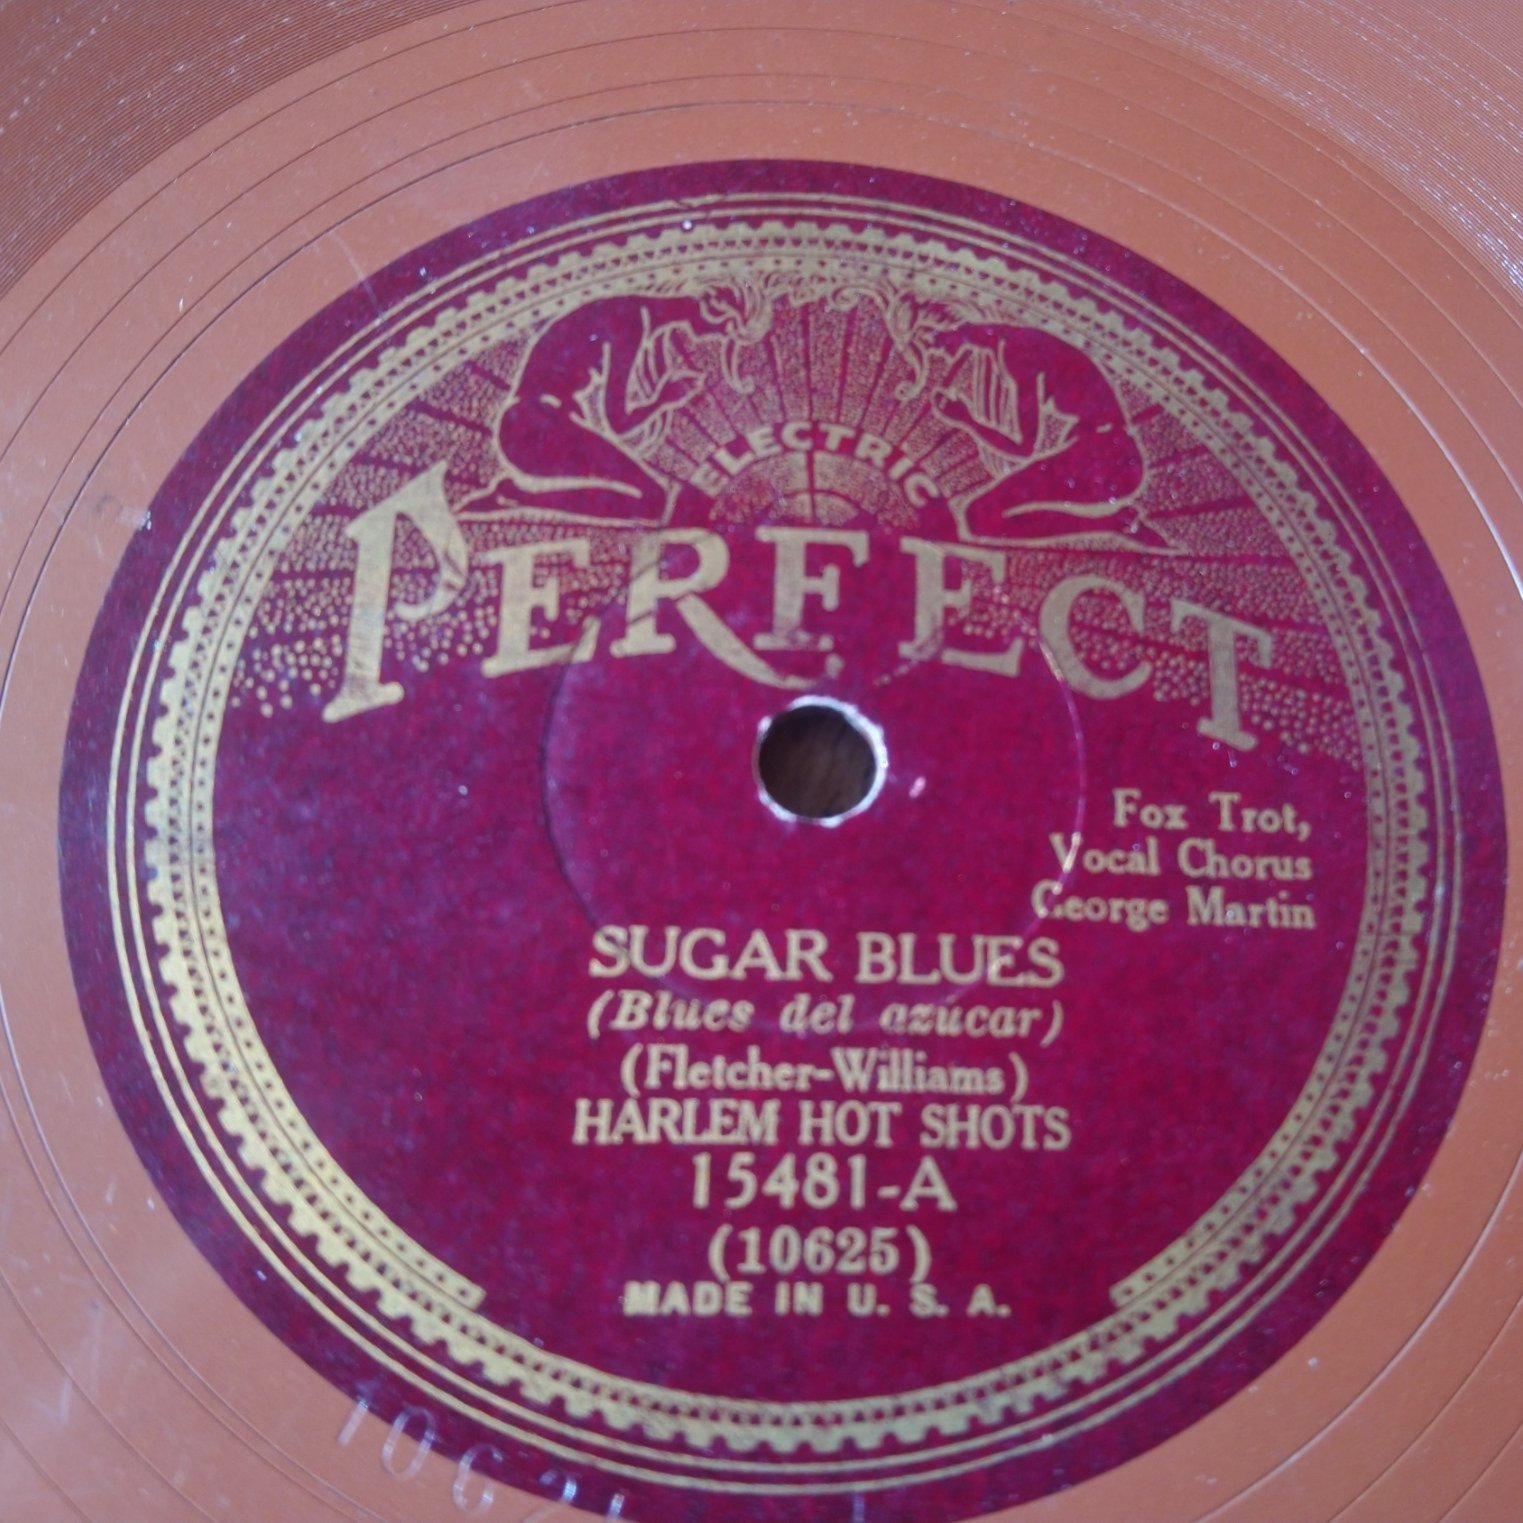 ELECTRIC
PERFECT
Fox Trot,
Vocal Chorus
George Martin
SUGAR BLUES
(Blues del azucar)
(Fletcher-Williams)
HARLEM HOT SHOTS
15481-A
(10625)
MADE IN U. S. A.